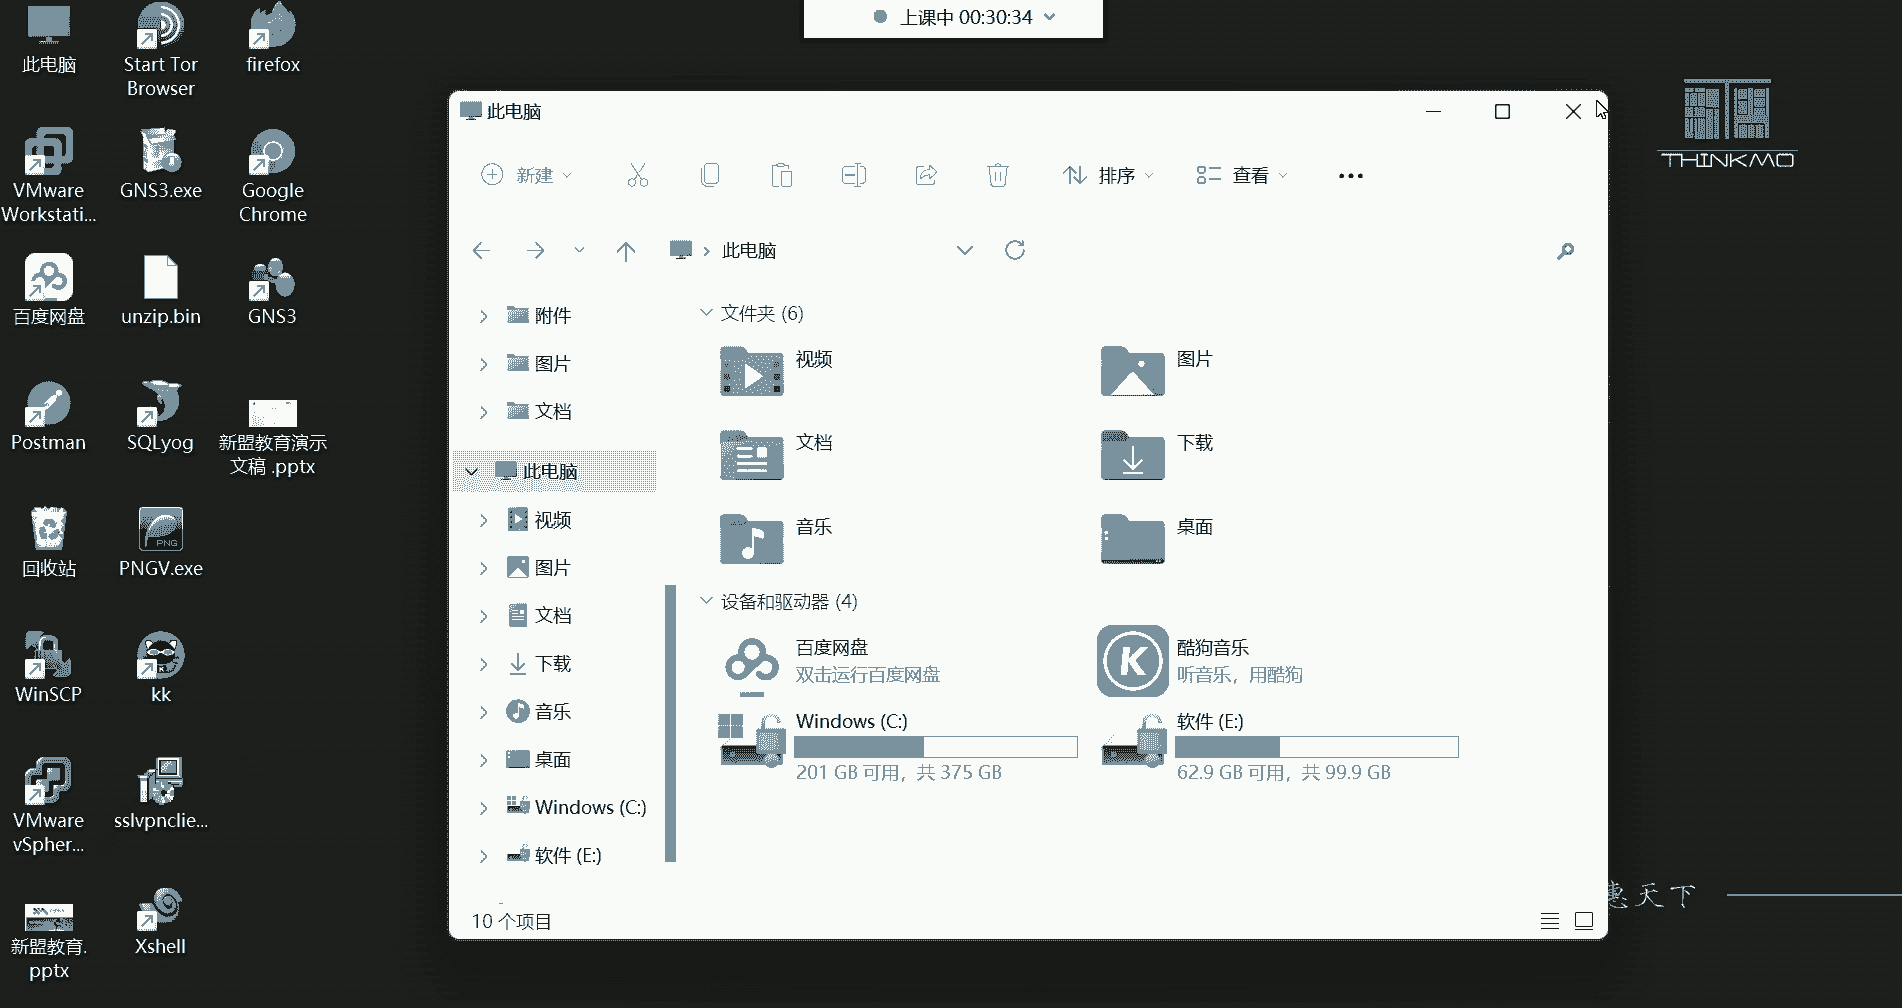 上课中 00:30:34
此电脑
Start Tor
Browser
firefox
VMware
Workstati...
GNS3.exe
Google
Chrome
百度网盘
unzip.bin
GNS3
Postman
SQLyog
新盟教育演示
文稿 .pptx
回收站
PNGV.exe
WinSCP
kk
VMware
vSpher...
sslvpnclie...
新盟教育.
pptx
Xshell
此电脑
新建
排序
查看
此电脑
附件
图片
文档
此电脑
视频
图片
文档
下载
音乐
桌面
Windows (C:)
软件 (E:)
文件夹 (6)
视频
图片
文档
下载
音乐
桌面
设备和驱动器 (4)
百度网盘
双击运行百度网盘
K
酷狗音乐
听音乐，用酷狗
Windows (C:)
201 GB 可用，共 375 GB
软件 (E:)
62.9 GB 可用，共 99.9 GB
10 个项目
THINKMO
惠天下
PNG